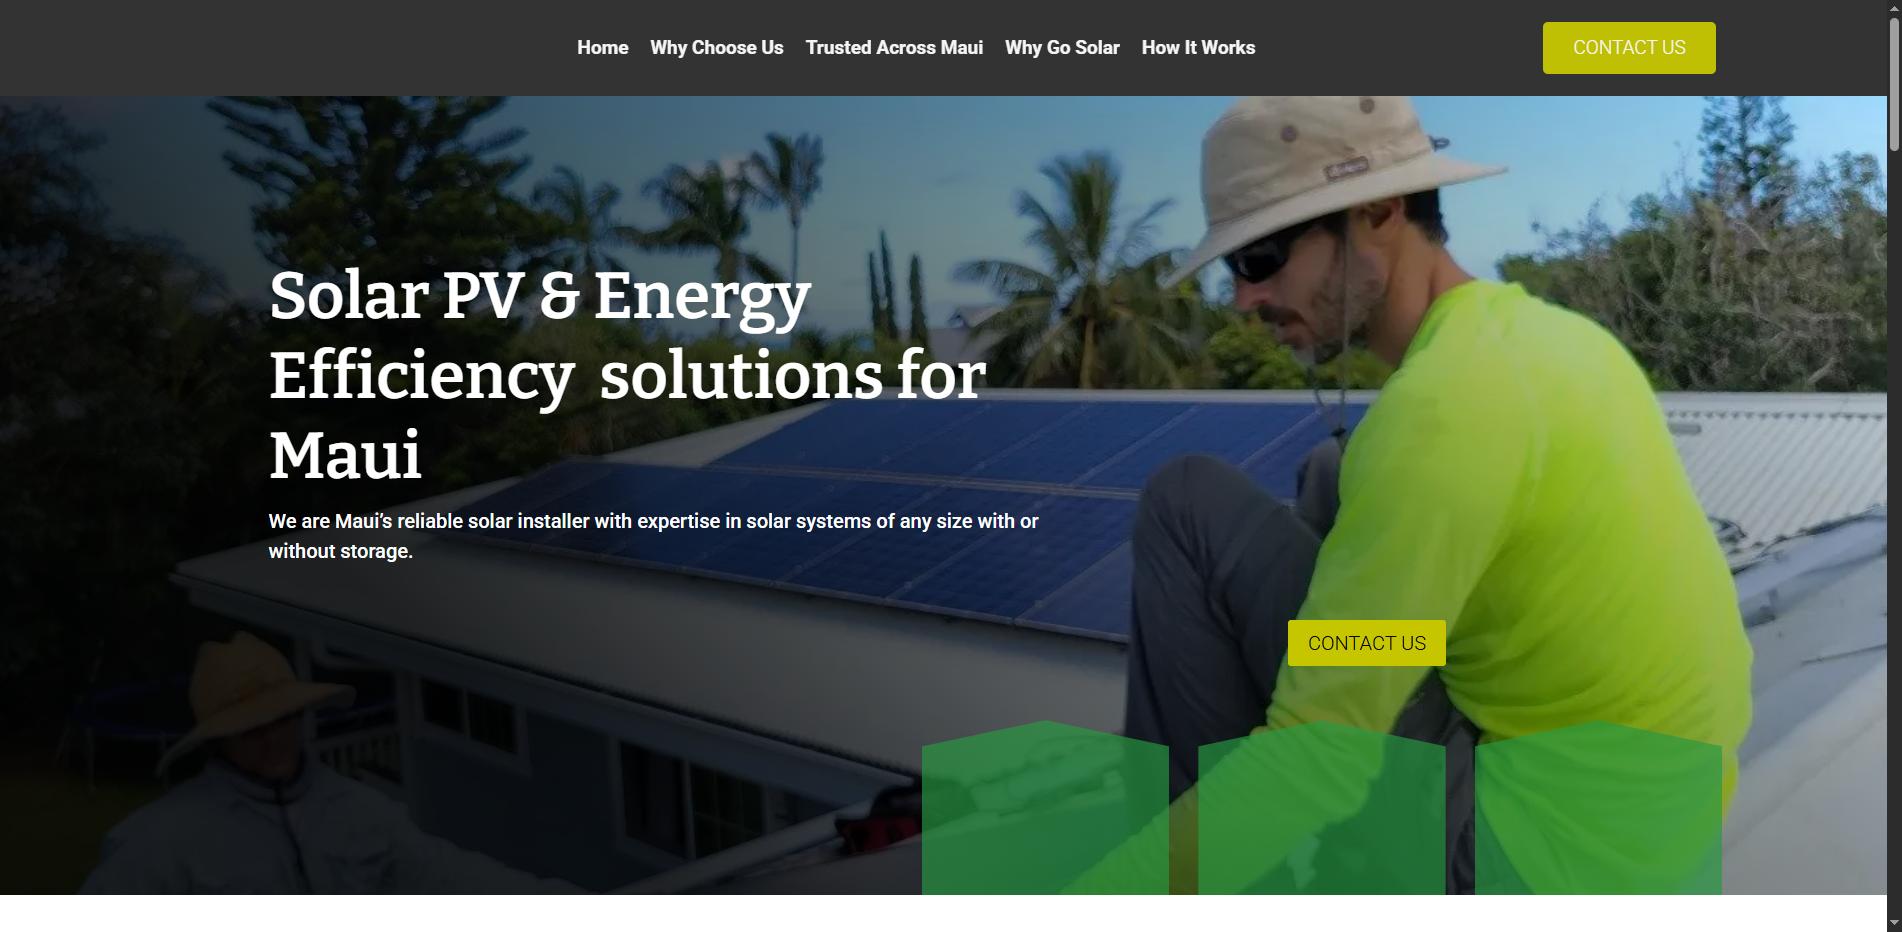 Home Why Choose Us Trusted Across Maui Why Go Solar How It Works CONTACT US
Solar PV & Energy
Efficiency solutions for
Maui
We are Maui’s reliable solar installer with expertise in solar systems of any size with or
without storage.
CONTACT US